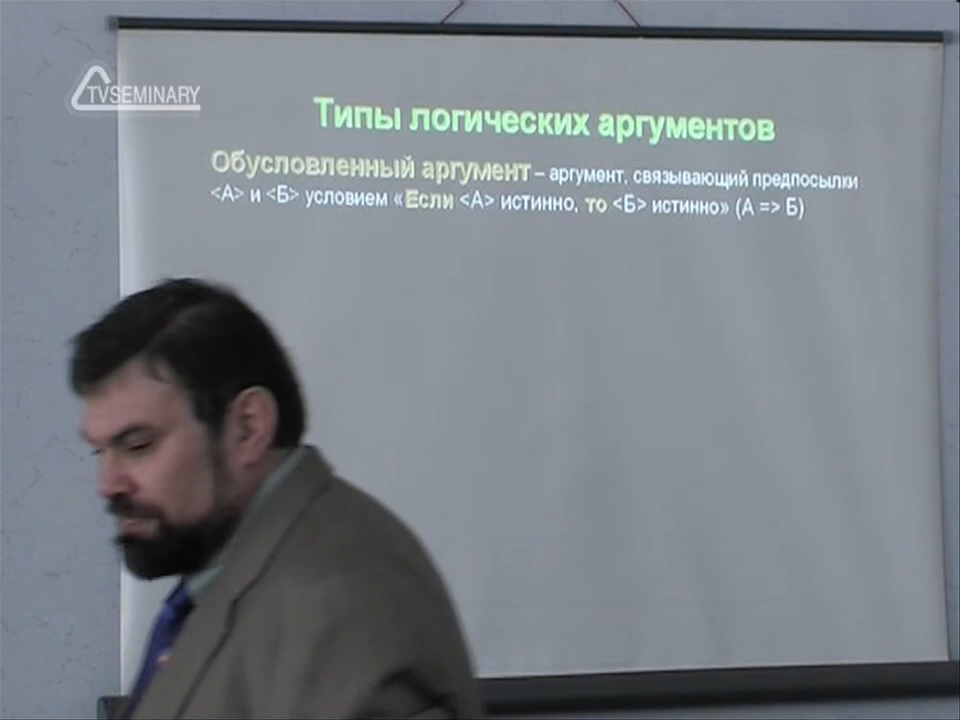 TVSEMINARY
Типы логических аргументов
Обусловленный аргумент – аргумент, связывающий предпосылки
<А> и <Б> условием «Если <А> истинно, то <Б> истинно» (А => Б)